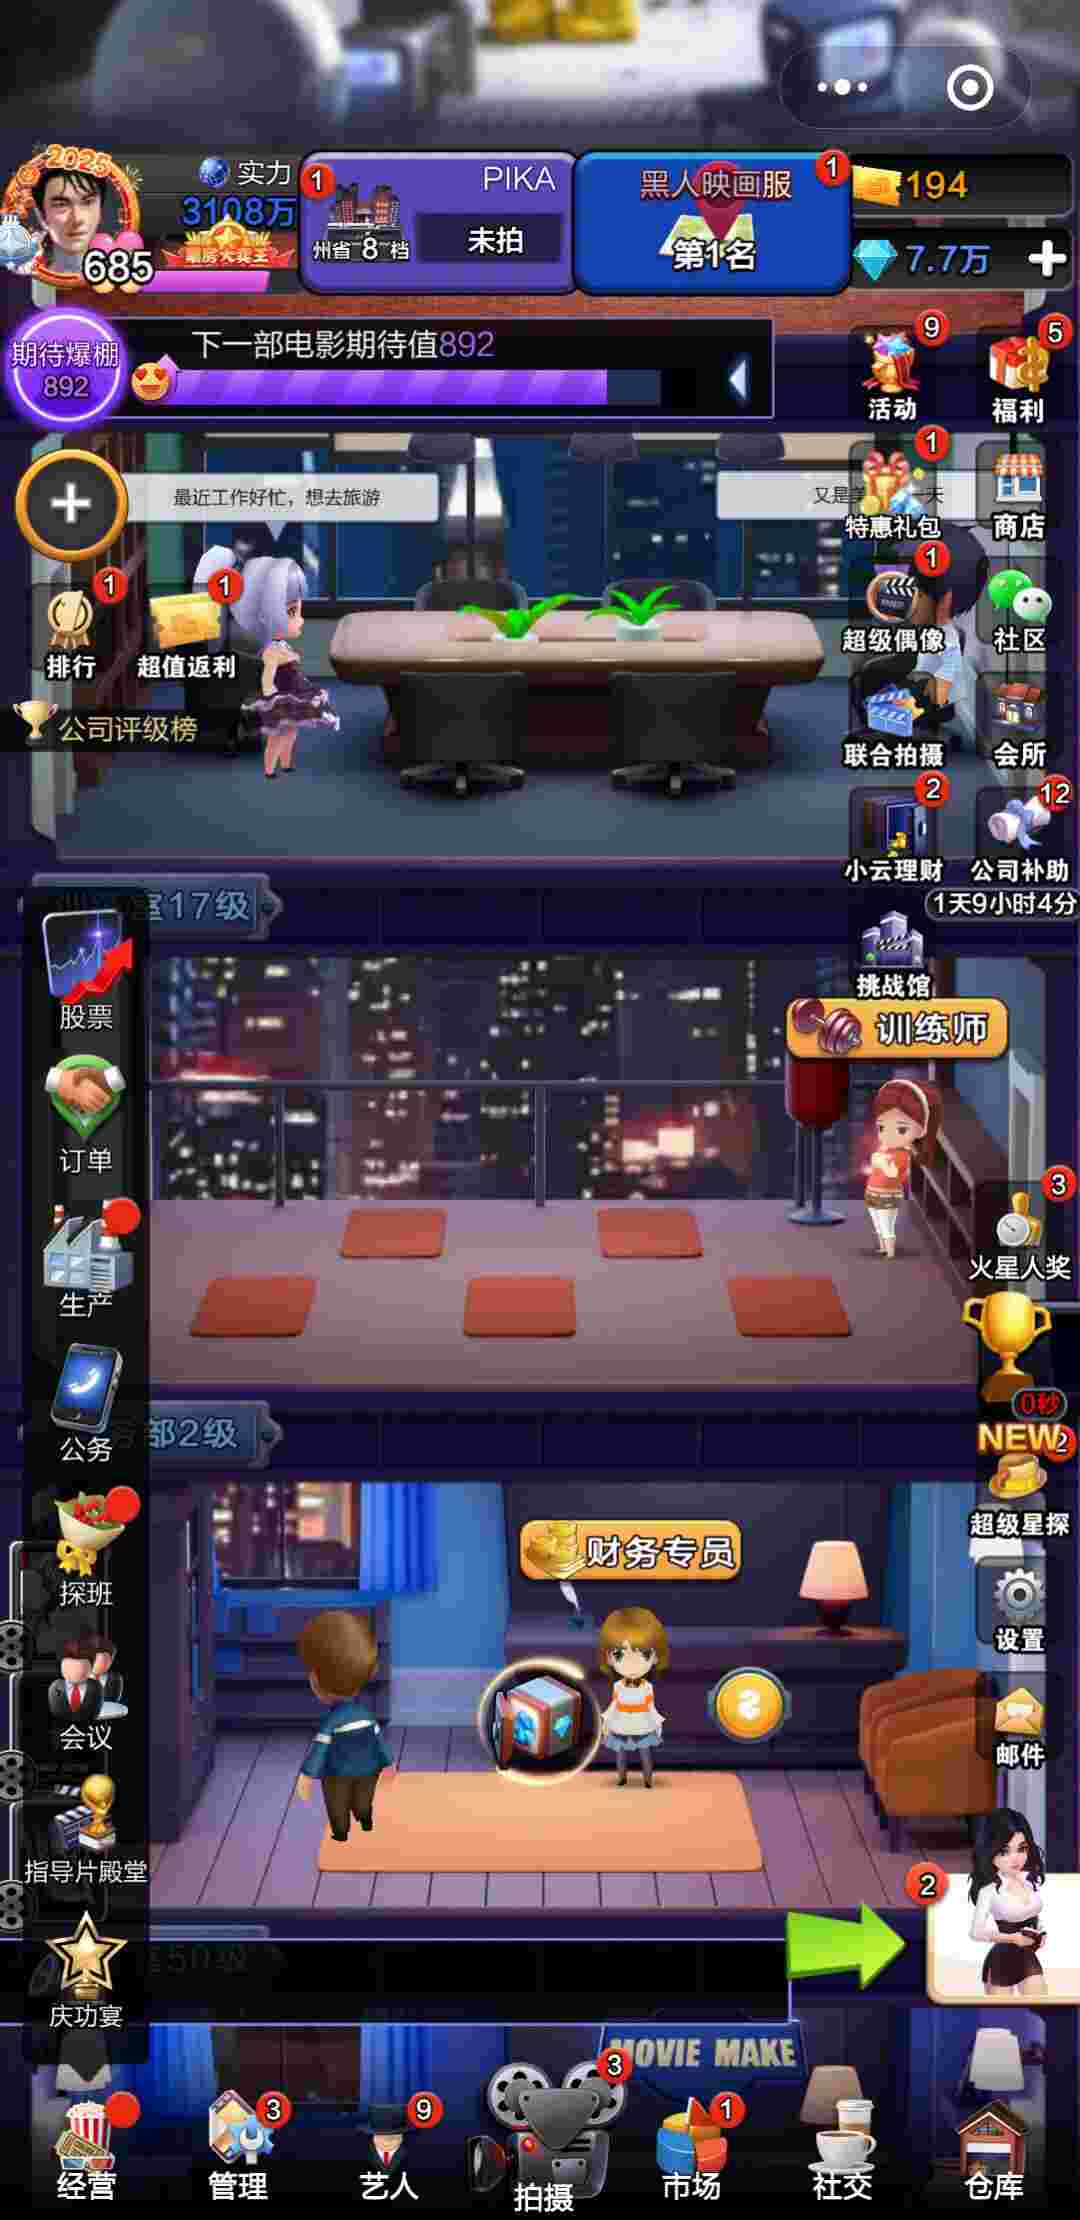 2025
685
实力
3108万
票房大卖王
1
PIKA
州省 8 档
未拍
黑人映画服
第1名
1
194
7.7万
期待爆棚
892
下一部电影期待值892
9
活动
5
福利
最近工作好忙，想去旅游
又是美
一天
1
特惠礼包
商店
1
排行
1
超值返利
1
超级偶像
社区
公司评级榜
联合拍摄
会所
2
小云理财
12
公司补助
1天9小时4分
室17级
挑战馆
训练师
股票
订单
生产
3
火星人奖
0秒
部2级
公务
NEW
2
超级星探
财务专员
探班
设置
会议
邮件
指导片殿堂
2
室50级
庆功宴
MOVIE MAKE
经营
3
管理
9
艺人
3
拍摄
1
市场
社交
仓库